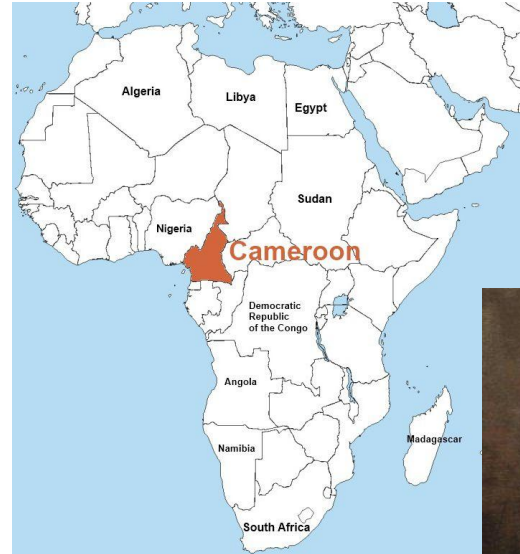 Algeria
Libya
Egypt
Sudan
Nigeria
Cameroon
Democratic
Republic
of the Congo
Angola
Madagascar
Namibia
South Africa